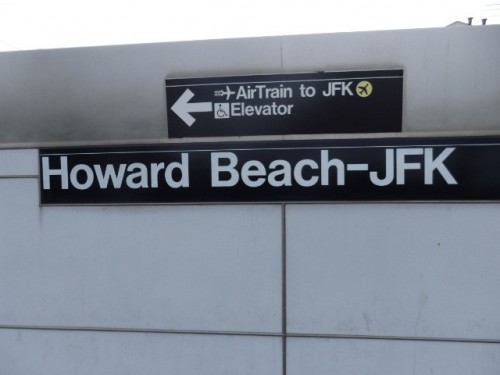 AirTrain to JFK
Elevator
Howard Beach-JFK